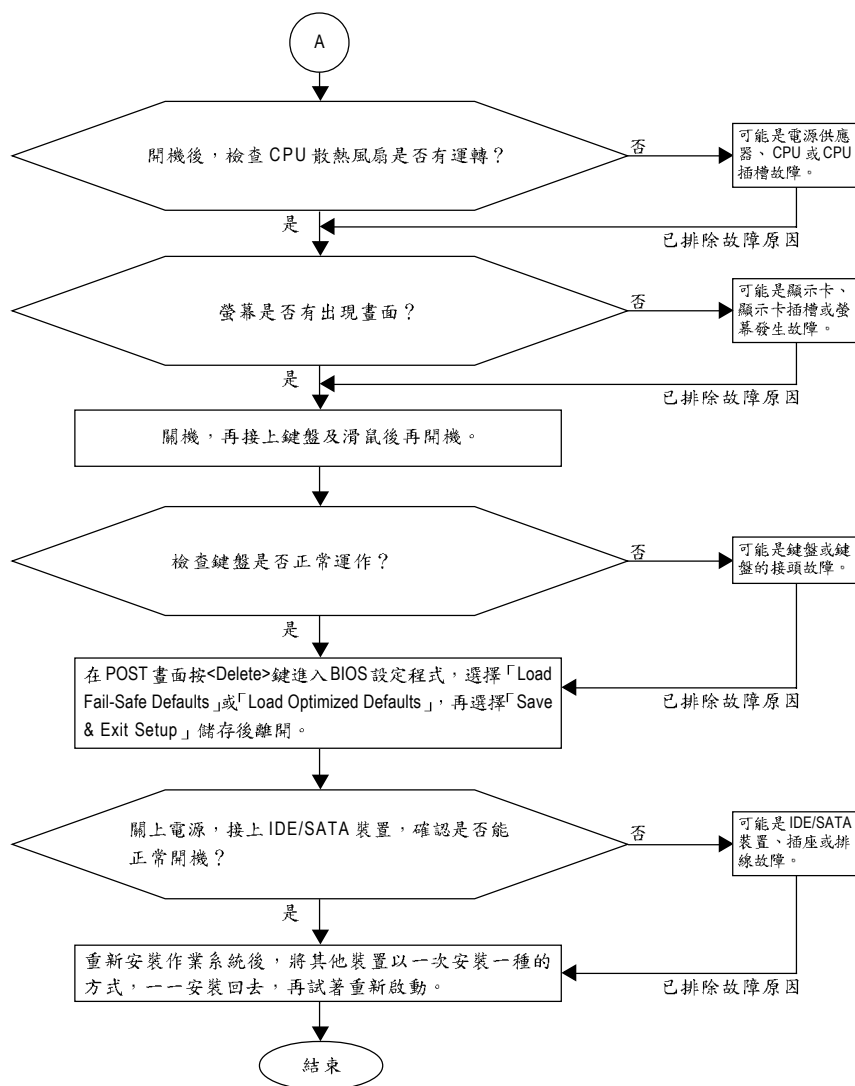 A
開機後，檢查 CPU 散熱風扇是否有運轉？
否
可能是電源供應
器、CPU 或 CPU
插槽故障。
是
已排除故障原因
螢幕是否有出現畫面？
否
可能是顯示卡、
顯示卡插槽或螢
幕發生故障。
是
已排除故障原因
關機，再接上鍵盤及滑鼠後再開機。
檢查鍵盤是否正常運作？
否
可能是鍵盤或鍵
盤的接頭故障。
是
在 POST 畫面按<Delete>鍵進入 BIOS 設定程式，選擇「Load
Fail-Safe Defaults」或「Load Optimized Defaults」，再選擇「Save
& Exit Setup」儲存後離開。
已排除故障原因
關上電源，接上 IDE/SATA 裝置，確認是否能
正常開機？
否
可能是 IDE/SATA
裝置、插座或排
線故障。
是
重新安裝作業系統後，將其他裝置以一次安裝一種的
方式，一一安裝回去，再試著重新啟動。
已排除故障原因
結束